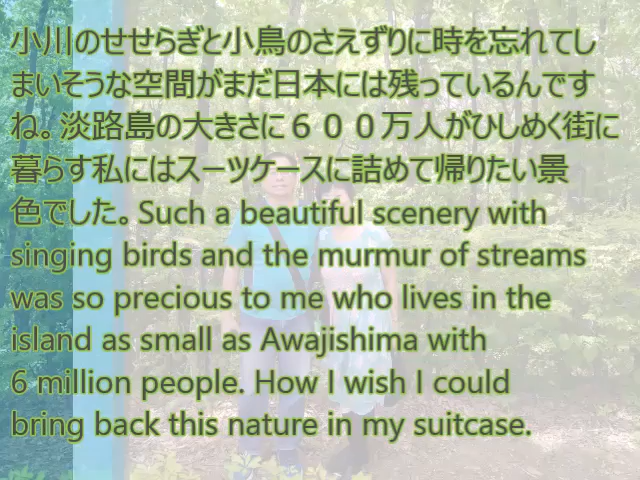 小川のせせらぎと小鳥のさえずりに時を忘れてし
まいそうな空間がまだ日本には残っているんです
ね。淡路島の大きさに６００万人がひしめく街に
暮らす私にはスーツケースに詰めて帰りたい景
色でした。Such a beautiful scenery with
singing birds and the murmur of streams
was so precious to me who lives in the
island as small as Awajishima with
6 million people. How I wish I could
bring back this nature in my suitcase.